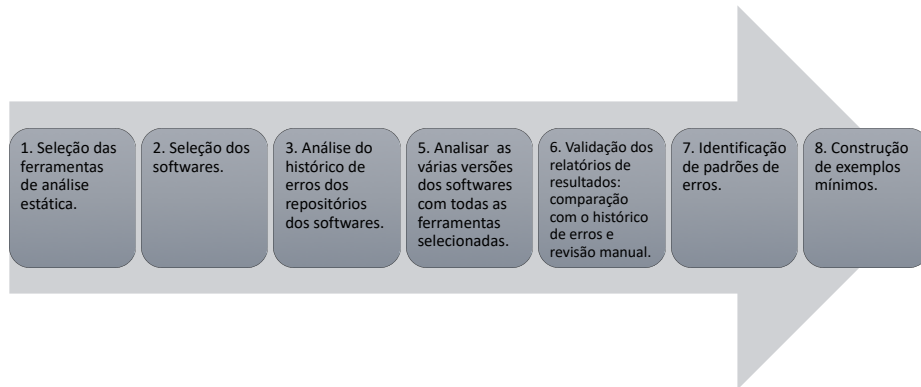 1. Seleção das
ferramentas
de análise
estática.
2. Seleção dos
softwares.
3. Análise do
histórico de
erros dos
repositórios
dos softwares.
5. Analisar as
várias versões
dos softwares
com todas as
ferramentas
selecionadas.
6. Validação dos
relatórios de
resultados:
comparação
com o histórico
de erros e
revisão manual.
7. Identificação
de padrões de
erros.
8. Construção
de exemplos
mínimos.